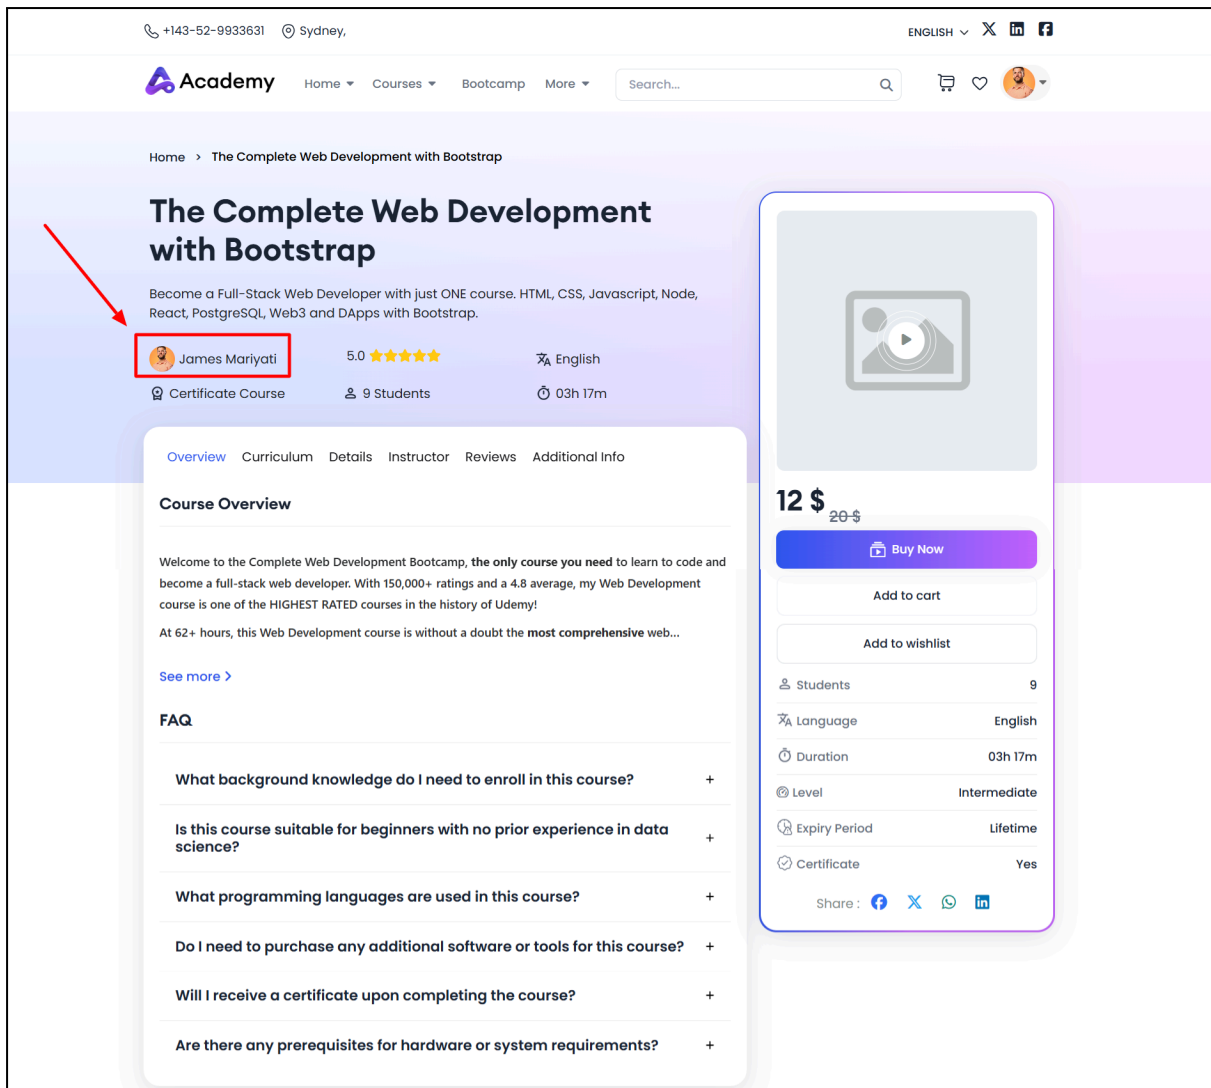 +143-52-9933631 Sydney, ENGLISH
Academy Home Courses Bootcamp More Search...
Home > The Complete Web Development with Bootstrap
The Complete Web Development
with Bootstrap
Become a Full-Stack Web Developer with just ONE course. HTML, CSS, Javascript, Node,
React, PostgreSQL, Web3 and DApps with Bootstrap.
James Mariyati 5.0 English
Certificate Course 9 Students 03h 17m
Overview Curriculum Details Instructor Reviews Additional Info
Course Overview
Welcome to the Complete Web Development Bootcamp, the only course you need to learn to code and
become a full-stack web developer. With 150,000+ ratings and a 4.8 average, my Web Development
course is one of the HIGHEST RATED courses in the history of Udemy!
At 62+ hours, this Web Development course is without a doubt the most comprehensive web...
See more >
FAQ
What background knowledge do I need to enroll in this course? +
Is this course suitable for beginners with no prior experience in data
science? +
What programming languages are used in this course? +
Do I need to purchase any additional software or tools for this course? +
Will I receive a certificate upon completing the course? +
Are there any prerequisites for hardware or system requirements? +
12 $ 20 $
Buy Now
Add to cart
Add to wishlist
Students 9
Language English
Duration 03h 17m
Level Intermediate
Expiry Period Lifetime
Certificate Yes
Share :